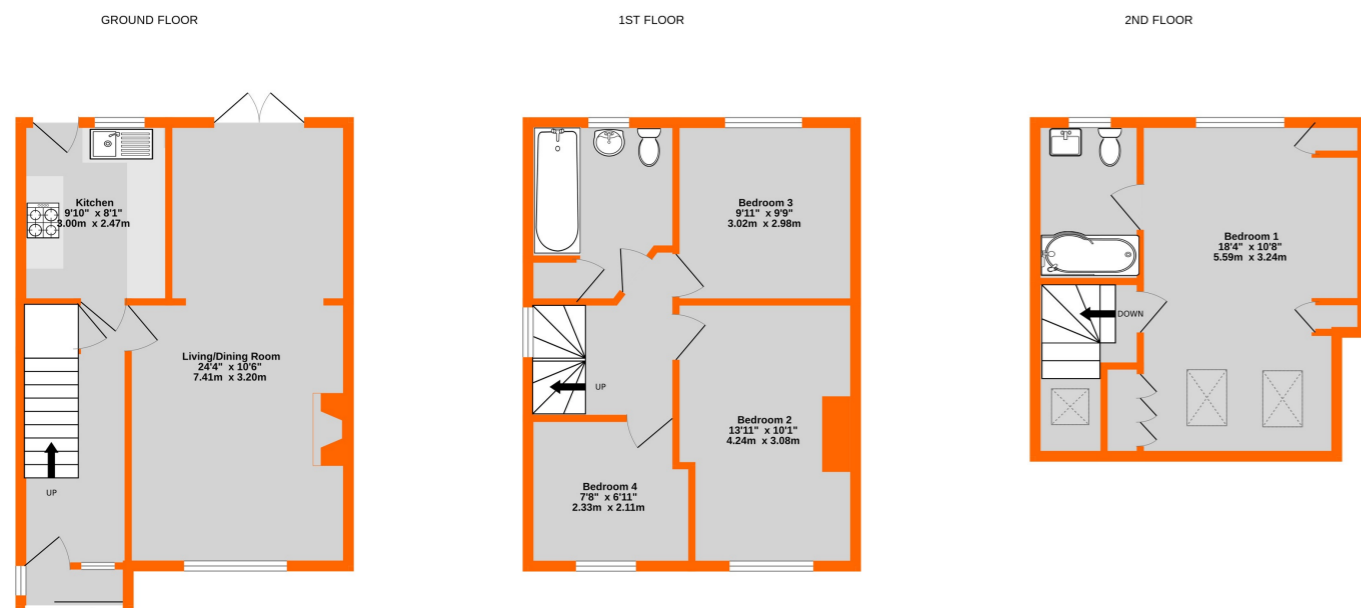 GROUND FLOOR
Kitchen
9'10" x 8'1"
3.00m x 2.47m
Living/Dining Room
24'4" x 10'6"
7.41m x 3.20m
UP
1ST FLOOR
Bedroom 3
9'11" x 9'9"
3.02m x 2.98m
UP
Bedroom 2
13'11" x 10'1"
4.24m x 3.08m
Bedroom 4
7'8" x 6'11"
2.33m x 2.11m
2ND FLOOR
Bedroom 1
18'4" x 10'8"
5.59m x 3.24m
DOWN